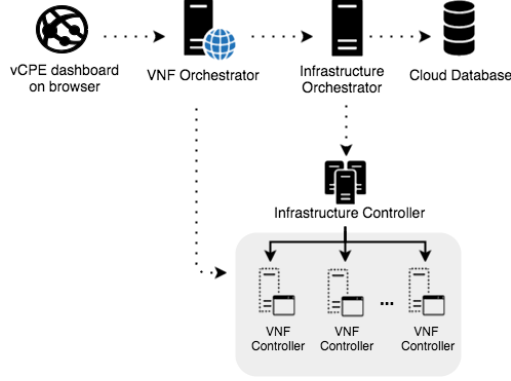 vCPE dashboard
on browser
VNF Orchestrator
Infrastructure
Orchestrator
Cloud Database
Infrastructure Controller
...
VNF
Controller
VNF
Controller
VNF
Controller